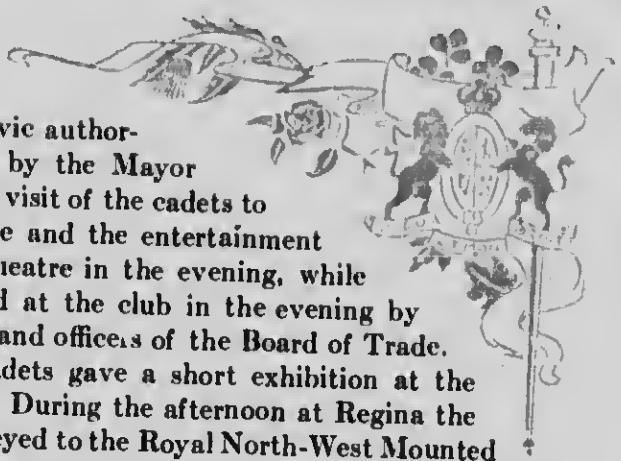 vic author-
by the Mayor
visit of the cadets to
e and the entertainment
eatre in the evening, while
d at the club in the evening by
and officers of the Board of Trade.
dets gave a short exhibition at the
During the afternoon at Regina the
eyed to the Royal North-West Mounted